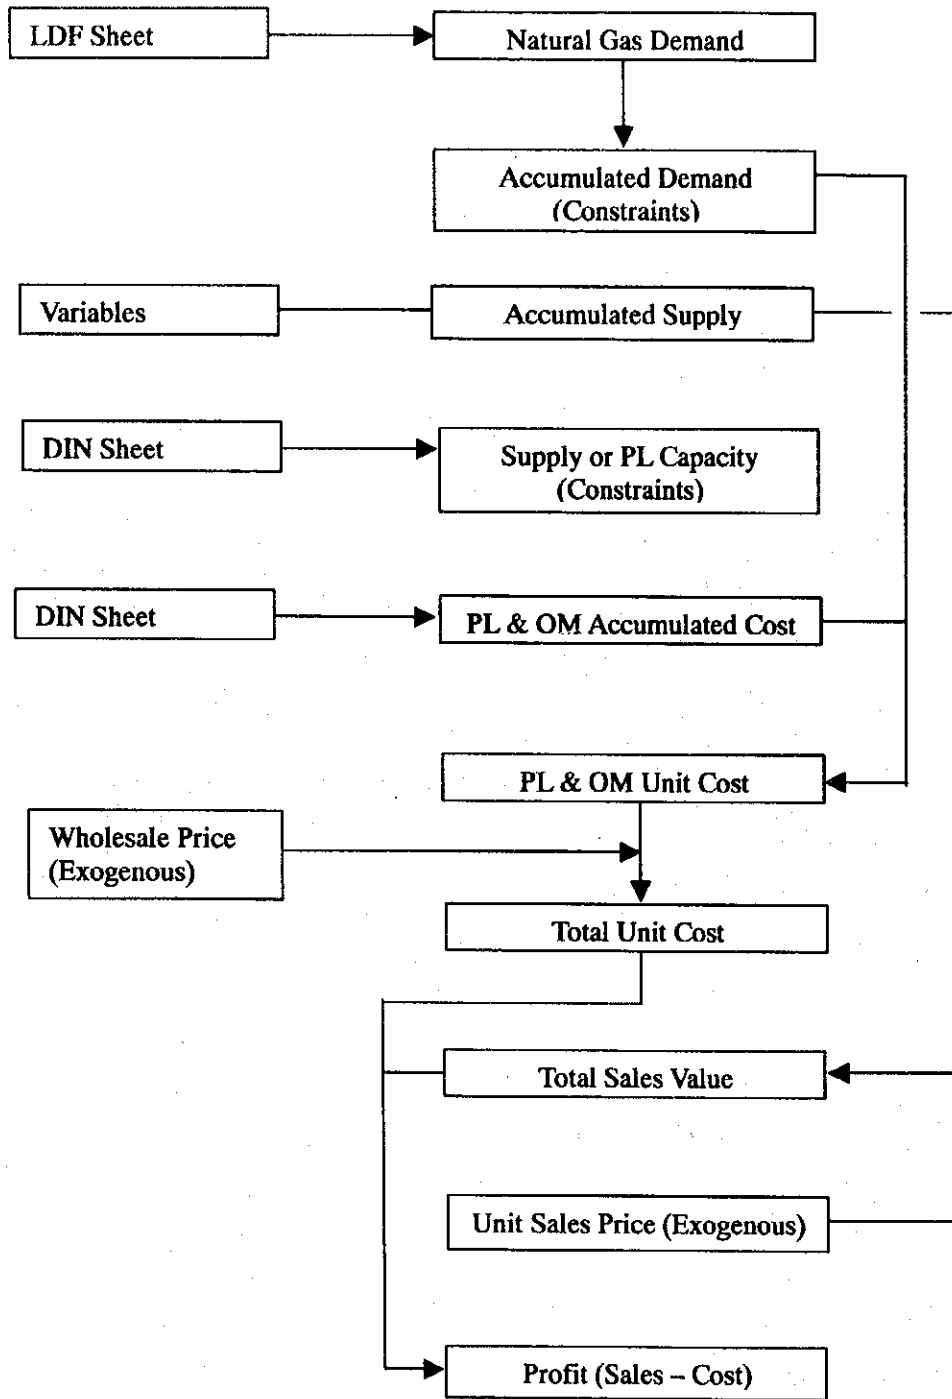 LDF Sheet
Natural Gas Demand
Accumulated Demand
(Constraints)
Variables
Accumulated Supply
DIN Sheet
Supply or PL Capacity
(Constraints)
DIN Sheet
PL & OM Accumulated Cost
PL & OM Unit Cost
Wholesale Price
(Exogenous)
Total Unit Cost
Total Sales Value
Unit Sales Price (Exogenous)
Profit (Sales – Cost)